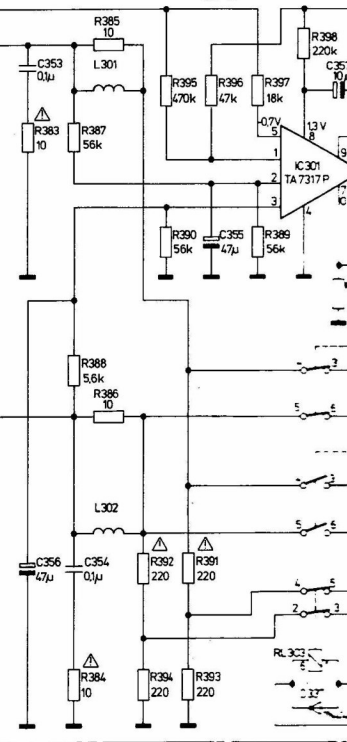 R385
10
L301
C353
0,1µ
R383
10
R387
56k
R395
470k
R396
47k
R397
18k
R398
220k
C357
10µ
-0,7V
1,3 V
5
8
9
1
2
3
4
7
IC301
TA 7317 P
R390
56k
C355
47µ
R389
56k
R388
5,6k
R386
10
L302
C356
47µ
C354
0,1µ
R392
220
R391
220
R384
10
R394
220
R393
220
3
5
6
3
5
6
4
5
2
3
RL303